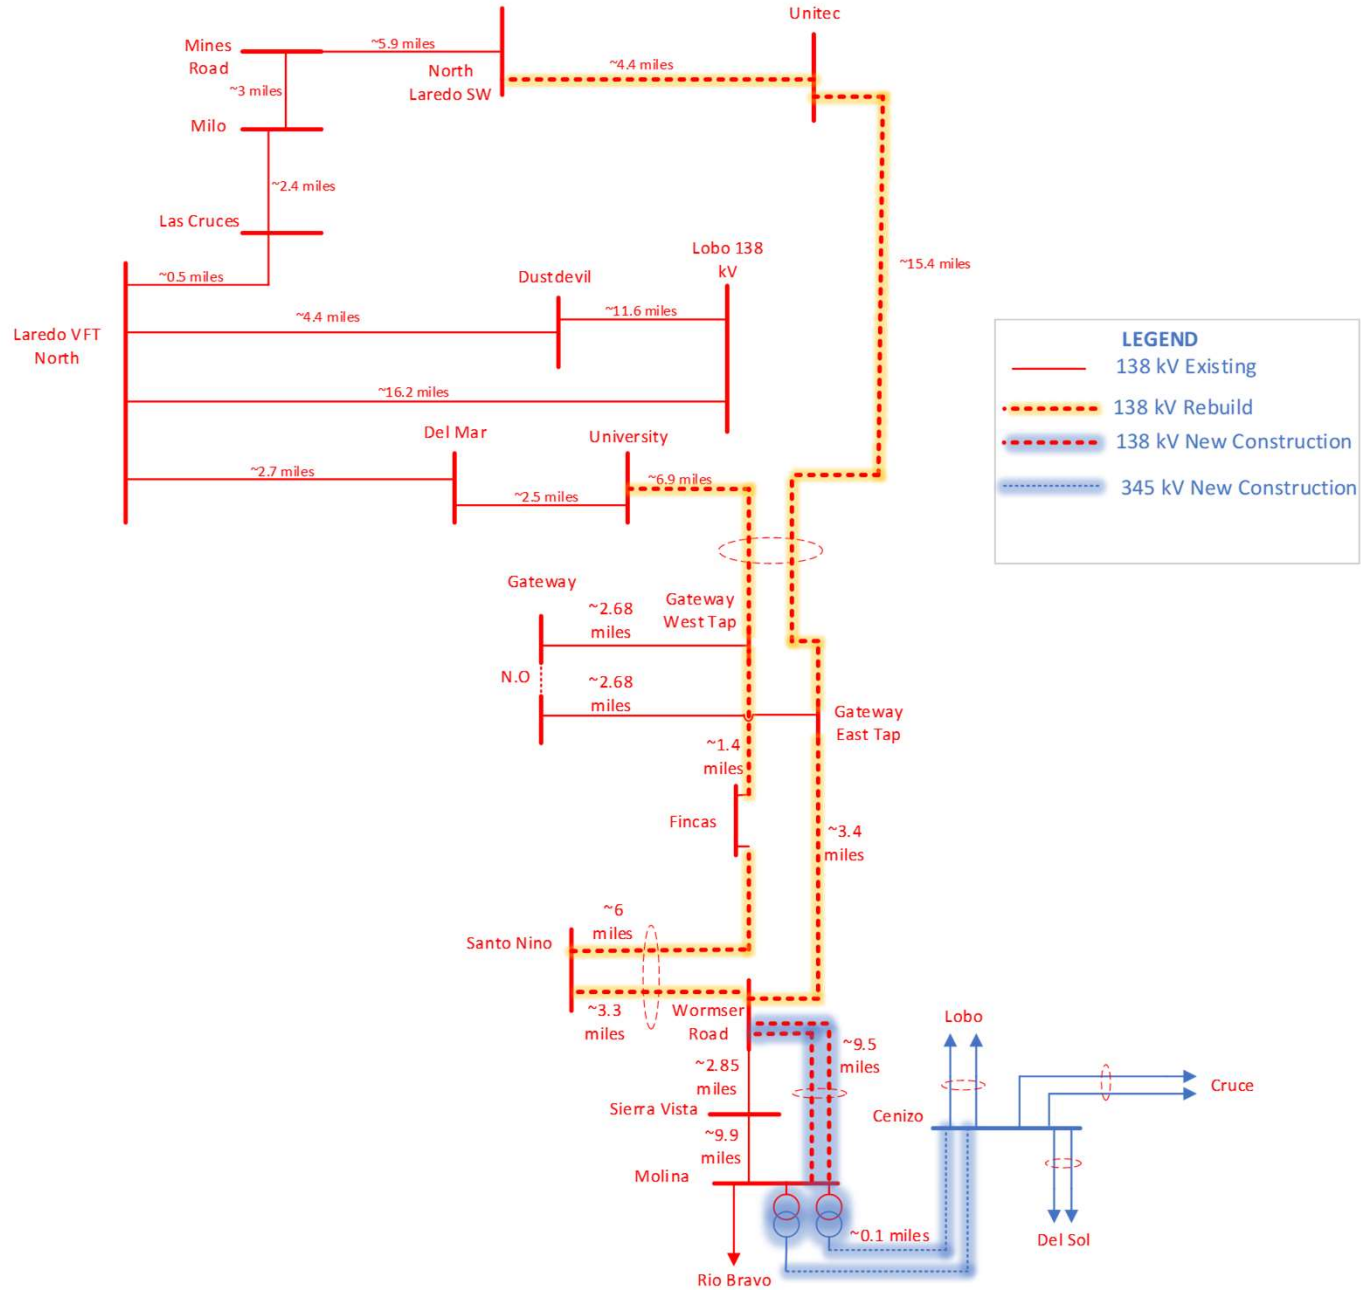 Unitec
Mines
Road
~5.9 miles
North
Laredo SW
~4.4 miles
~3 miles
Milo
~2.4 miles
Las Cruces
~0.5 miles
Lobo 138
kV
~15.4 miles
Dustdevil
~4.4 miles
~11.6 miles
Laredo VFT
North
~16.2 miles
LEGEND
138 kV Existing
138 kV Rebuild
138 kV New Construction
345 kV New Construction
Del Mar
University
~2.7 miles
~2.5 miles
~6.9 miles
Gateway
~2.68
miles
Gateway
West Tap
N.O
~2.68
miles
Gateway
East Tap
~1.4
miles
Fincas
~3.4
miles
~6
miles
Santo Nino
~3.3
miles
Wormser
Road
~9.5
miles
~2.85
miles
Sierra Vista
~9.9
miles
Molina
Lobo
Cruce
Cenizo
~0.1 miles
Del Sol
Rio Bravo